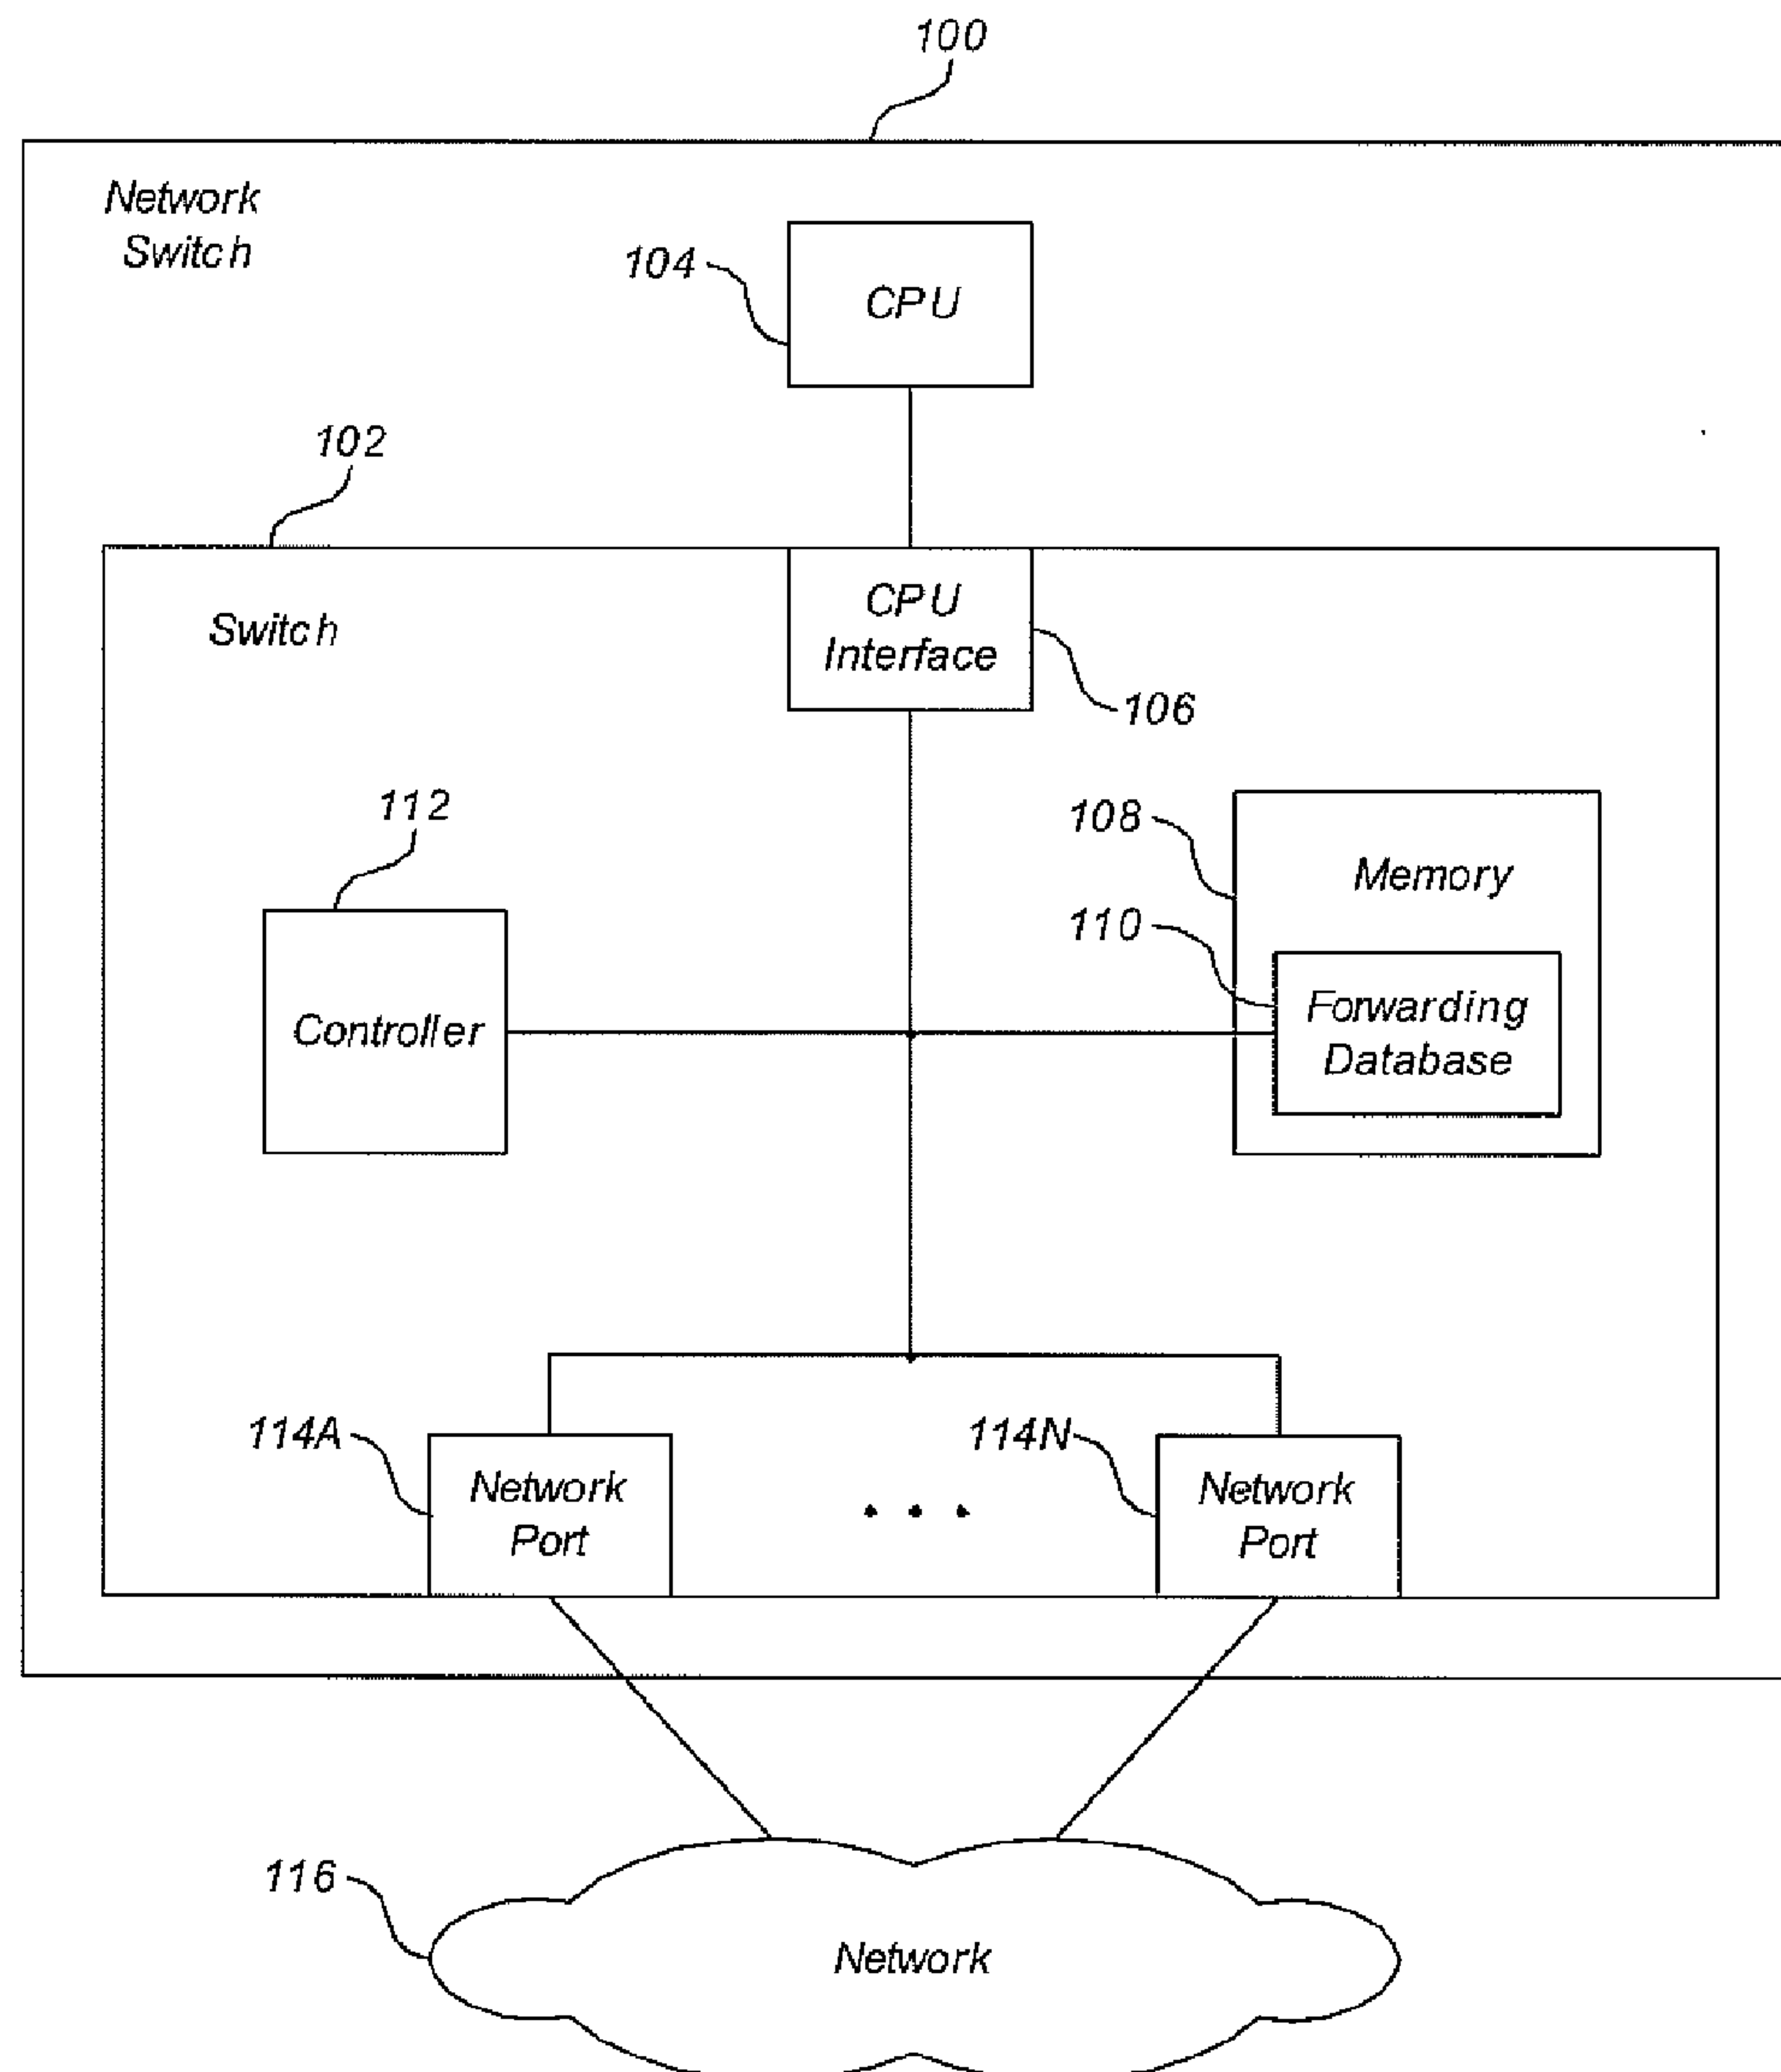 100
Network
Switch
104
CPU
102
Switch
CPU
Interface
106
112
108
Memory
110
Controller
Forwarding
Database
114A
Network
Port
• • •
114N
Network
Port
116
Network